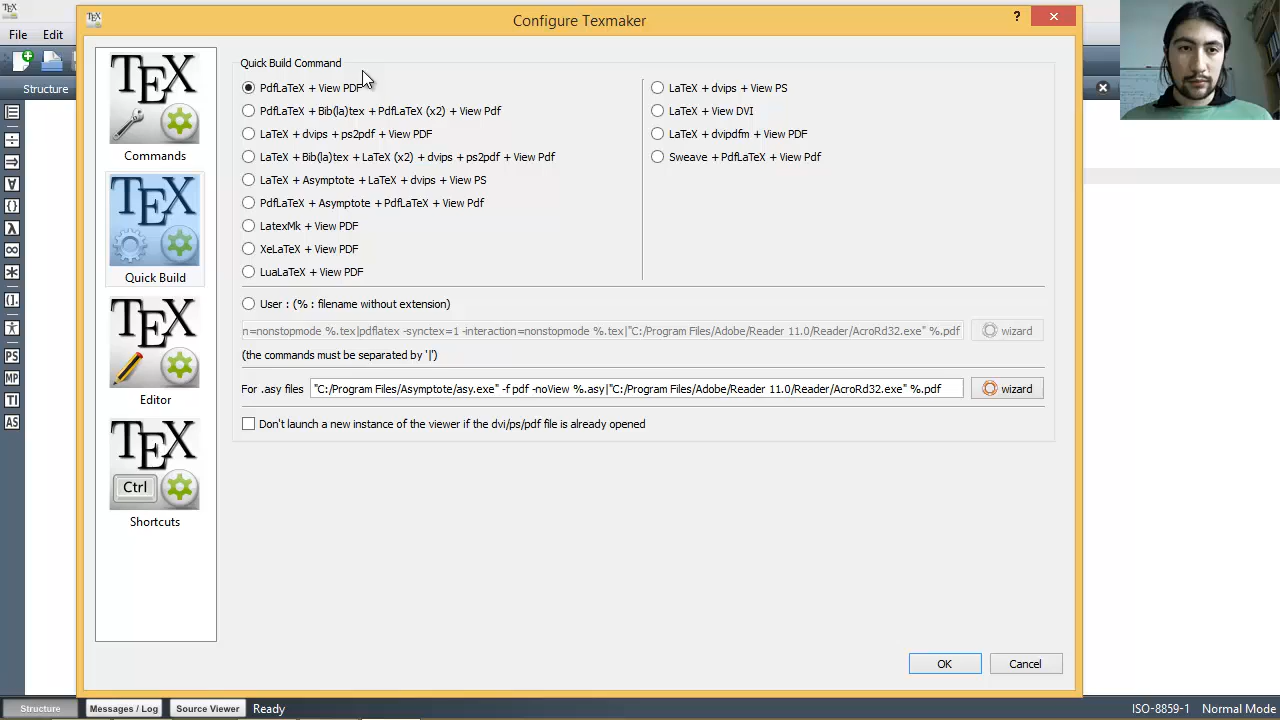 TEX
Configure Texmaker
?
File Edit
Structure
TEX
Commands
TEX
Quick Build
TEX
Editor
TEX
Ctrl
Shortcuts
Quick Build Command
PdfLaTeX + View PDF
PdfLaTeX + Bib(la)tex + PdfLaTeX (x2) + View Pdf
LaTeX + dvips + ps2pdf + View PDF
LaTeX + Bib(la)tex + LaTeX (x2) + dvips + ps2pdf + View Pdf
LaTeX + Asymptote + LaTeX + dvips + View PS
PdfLaTeX + Asymptote + PdfLaTeX + View Pdf
LatexMk + View PDF
XeLaTeX + View PDF
LuaLaTeX + View PDF
LaTeX + dvips + View PS
LaTeX + View DVI
LaTeX + dvipdfm + View PDF
Sweave + PdfLaTeX + View Pdf
User : (% : filename without extension)
n=nonstopmode %.tex|pdflatex -synctex=1 -interaction=nonstopmode %.tex|"C:/Program Files/Adobe/Reader 11.0/Reader/AcroRd32.exe" %.pdf wizard
(the commands must be separated by '|')
For .asy files "C:/Program Files/Asymptote/asy.exe" -f pdf -noView %.asy|"C:/Program Files/Adobe/Reader 11.0/Reader/AcroRd32.exe" %.pdf wizard
Don't launch a new instance of the viewer if the dvi/ps/pdf file is already opened
OK Cancel
PS
MP
TI
AS
Structure Messages / Log Source Viewer Ready ISO-8859-1 Normal Mode